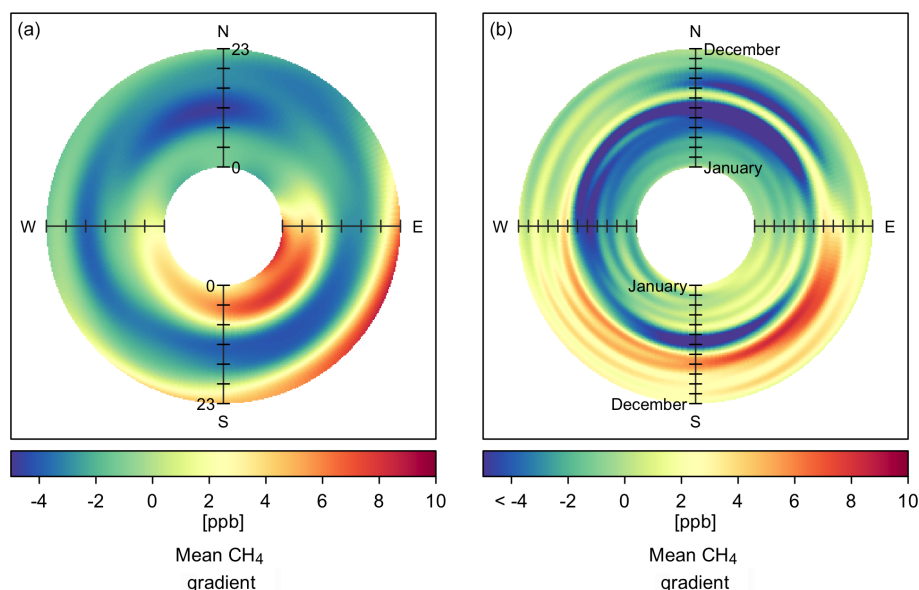 (a)
N
23
0
W
E
0
23
S
-4 -2 0 2 4 6 8 10
[ppb]
Mean CH4
gradient
(b)
N
December
January
W
E
January
December
S
< -4 -2 0 2 4 6 8 10
[ppb]
Mean CH4
gradient